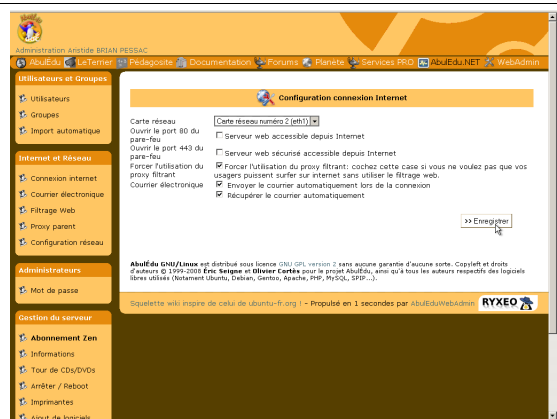 AbulÉdu
Administration Aristide BRIAN PESSAC
AbulÉdu LeTerrier Pédagosite Documentation Forums Planète Services PRO AbulEdu.NET WebAdmin
Utilisateurs et Groupes
Utilisateurs
Groupes
Import automatique
Internet et Réseau
Connexion internet
Courrier électronique
Filtrage Web
Proxy parent
Configuration réseau
Administrateurs
Mot de passe
Gestion du serveur
Abonnement Zen
Informations
Tour de CDs/DVDs
Arrêter / Reboot
Imprimantes
Ajout de logiciels
Configuration connexion Internet
Carte réseau
Carte réseau numéro 2 (eth1)
Ouvrir le port 80 du
pare-feu
Serveur web accessible depuis Internet
Ouvrir le port 443 du
pare-feu
Serveur web sécurisé accessible depuis Internet
Forcer l'utilisation du
proxy filtrant
Forcer l'utilisation du proxy filtrant: cochez cette case si vous ne voulez pas que vos
usagers puissent surfer sur internet sans utiliser le filtrage web.
Courrier électronique
Envoyer le courrier automatiquement lors de la connexion
Récupérer le courrier automatiquement
>> Enregistrer
AbulÉdu GNU/Linux est distribué sous licence GNU GPL version 2 sans aucune garantie d'aucune sorte. Copyleft et droits
d'auteurs © 1999-2008 Éric Seigne et Olivier Cortès pour le projet AbulÉdu, ainsi qu'à tous les auteurs respectifs des logiciels
libres utilisés (Notament Ubuntu, Debian, Gentoo, Apache, PHP, MySQL, SPIP...).
Squelette wiki inspire de celui de ubuntu-fr.org ! - Propulsé en 1 secondes par AbulEduWebAdmin RYXEO